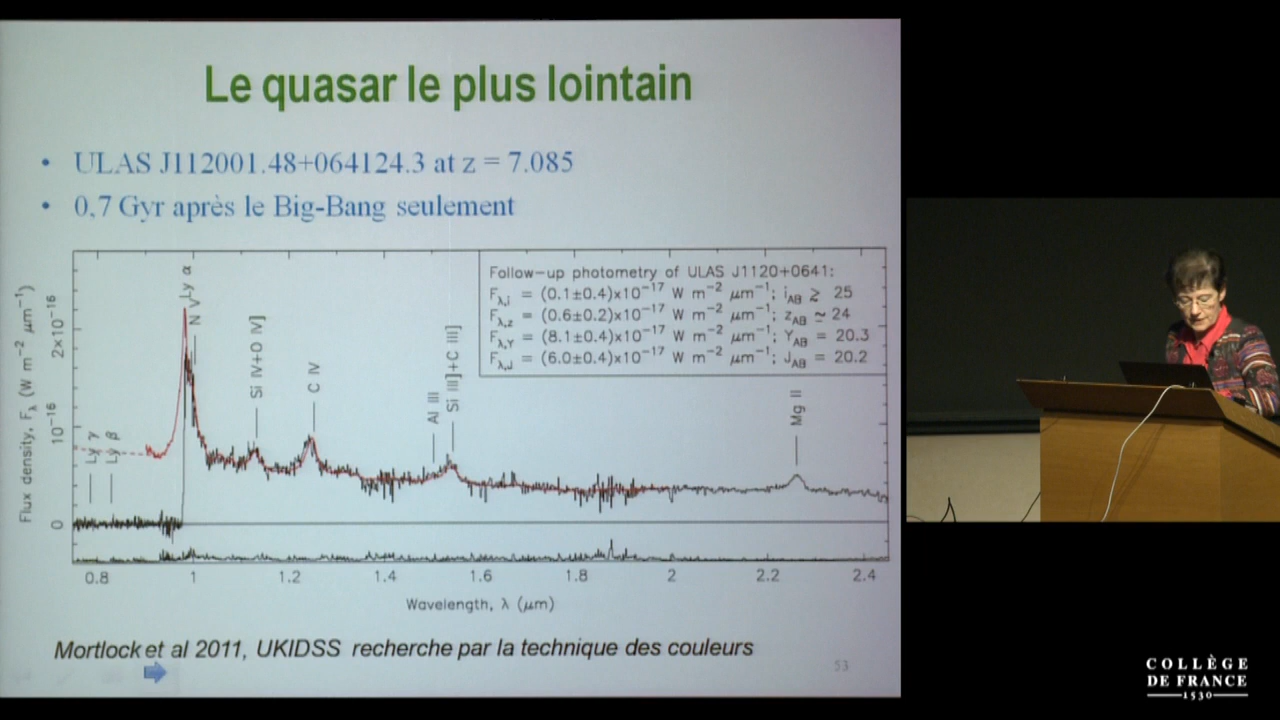 Le quasar le plus lointain
• ULAS J112001.48+064124.3 at z = 7.085
• 0,7 Gyr après le Big-Bang seulement
Follow-up photometry of ULAS J1120+0641:
F_λ,i = (0.1±0.4)×10⁻¹⁷ W m⁻² μm⁻¹; i_AB ≳ 25
F_λ,z = (0.6±0.2)×10⁻¹⁷ W m⁻² μm⁻¹; z_AB ≃ 24
F_λ,Y = (8.1±0.4)×10⁻¹⁷ W m⁻² μm⁻¹; Y_AB = 20.3
F_λ,J = (6.0±0.4)×10⁻¹⁷ W m⁻² μm⁻¹; J_AB = 20.2
Flux density, F_λ (W m⁻² μm⁻¹)
2×10⁻¹⁶
10⁻¹⁶
0
Ly γ
Ly β
Ly α
N V
Si IV+O IV]
C IV
Al III
Si III]+C III]
Mg II
0.8 1 1.2 1.4 1.6 1.8 2 2.2 2.4
Wavelength, λ (μm)
Mortlock et al 2011, UKIDSS recherche par la technique des couleurs
53
COLLÈGE
DE FRANCE
1530